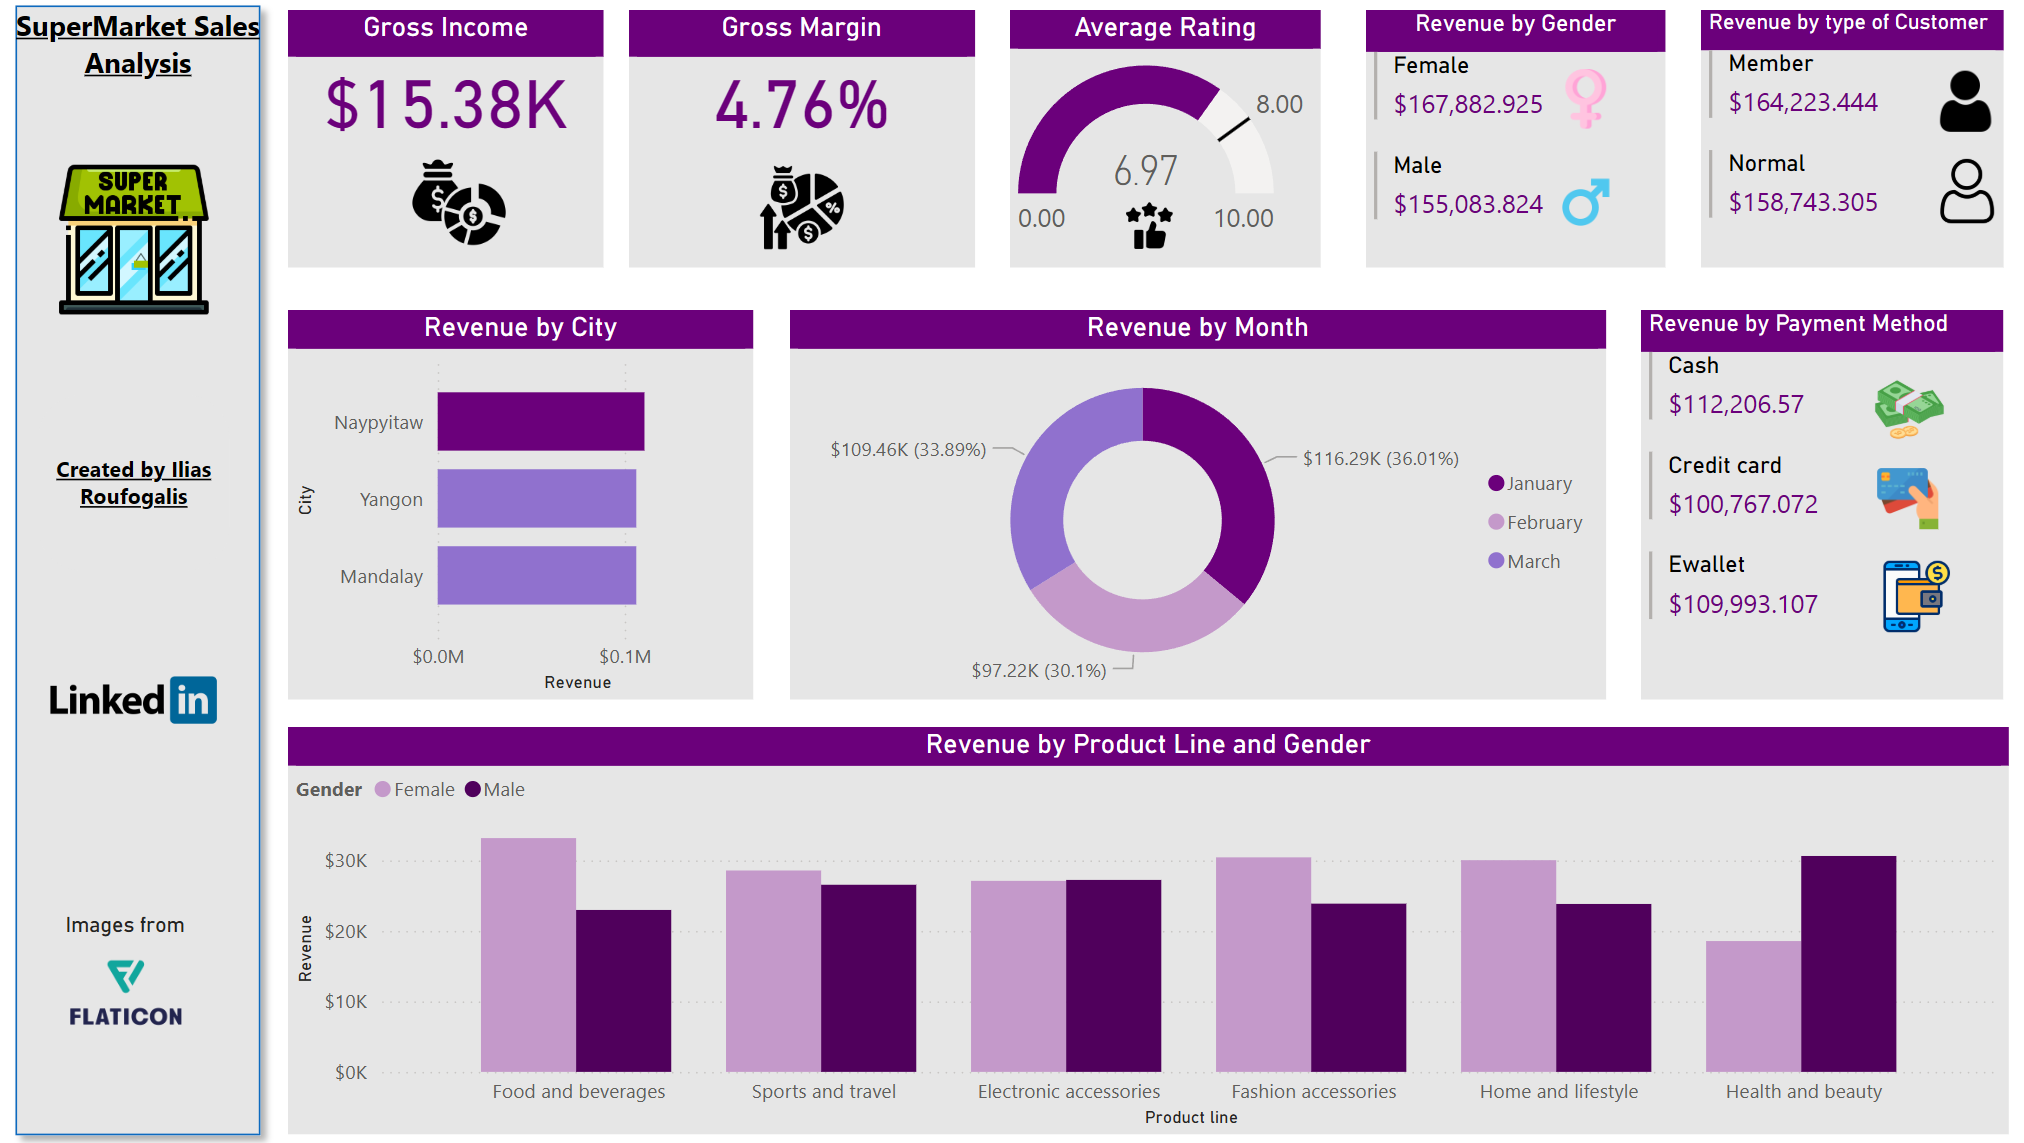 SuperMarket Sales
Analysis
SUPER
MARKET
Created by Ilias
Roufogalis
Linked in
Images from
FLATICON
Gross Income
$15.38K
Gross Margin
4.76%
Average Rating
8.00
6.97
0.00
10.00
Revenue by Gender
Female
$167,882.925
Male
$155,083.824
Revenue by type of Customer
Member
$164,223.444
Normal
$158,743.305
Revenue by City
City
Naypyitaw
Yangon
Mandalay
$0.0M
$0.1M
Revenue
Revenue by Month
$109.46K (33.89%)
$116.29K (36.01%)
$97.22K (30.1%)
January
February
March
Revenue by Payment Method
Cash
$112,206.57
Credit card
$100,767.072
Ewallet
$109,993.107
Revenue by Product Line and Gender
Gender Female Male
Revenue
$30K
$20K
$10K
$0K
Food and beverages
Sports and travel
Electronic accessories
Fashion accessories
Home and lifestyle
Health and beauty
Product line